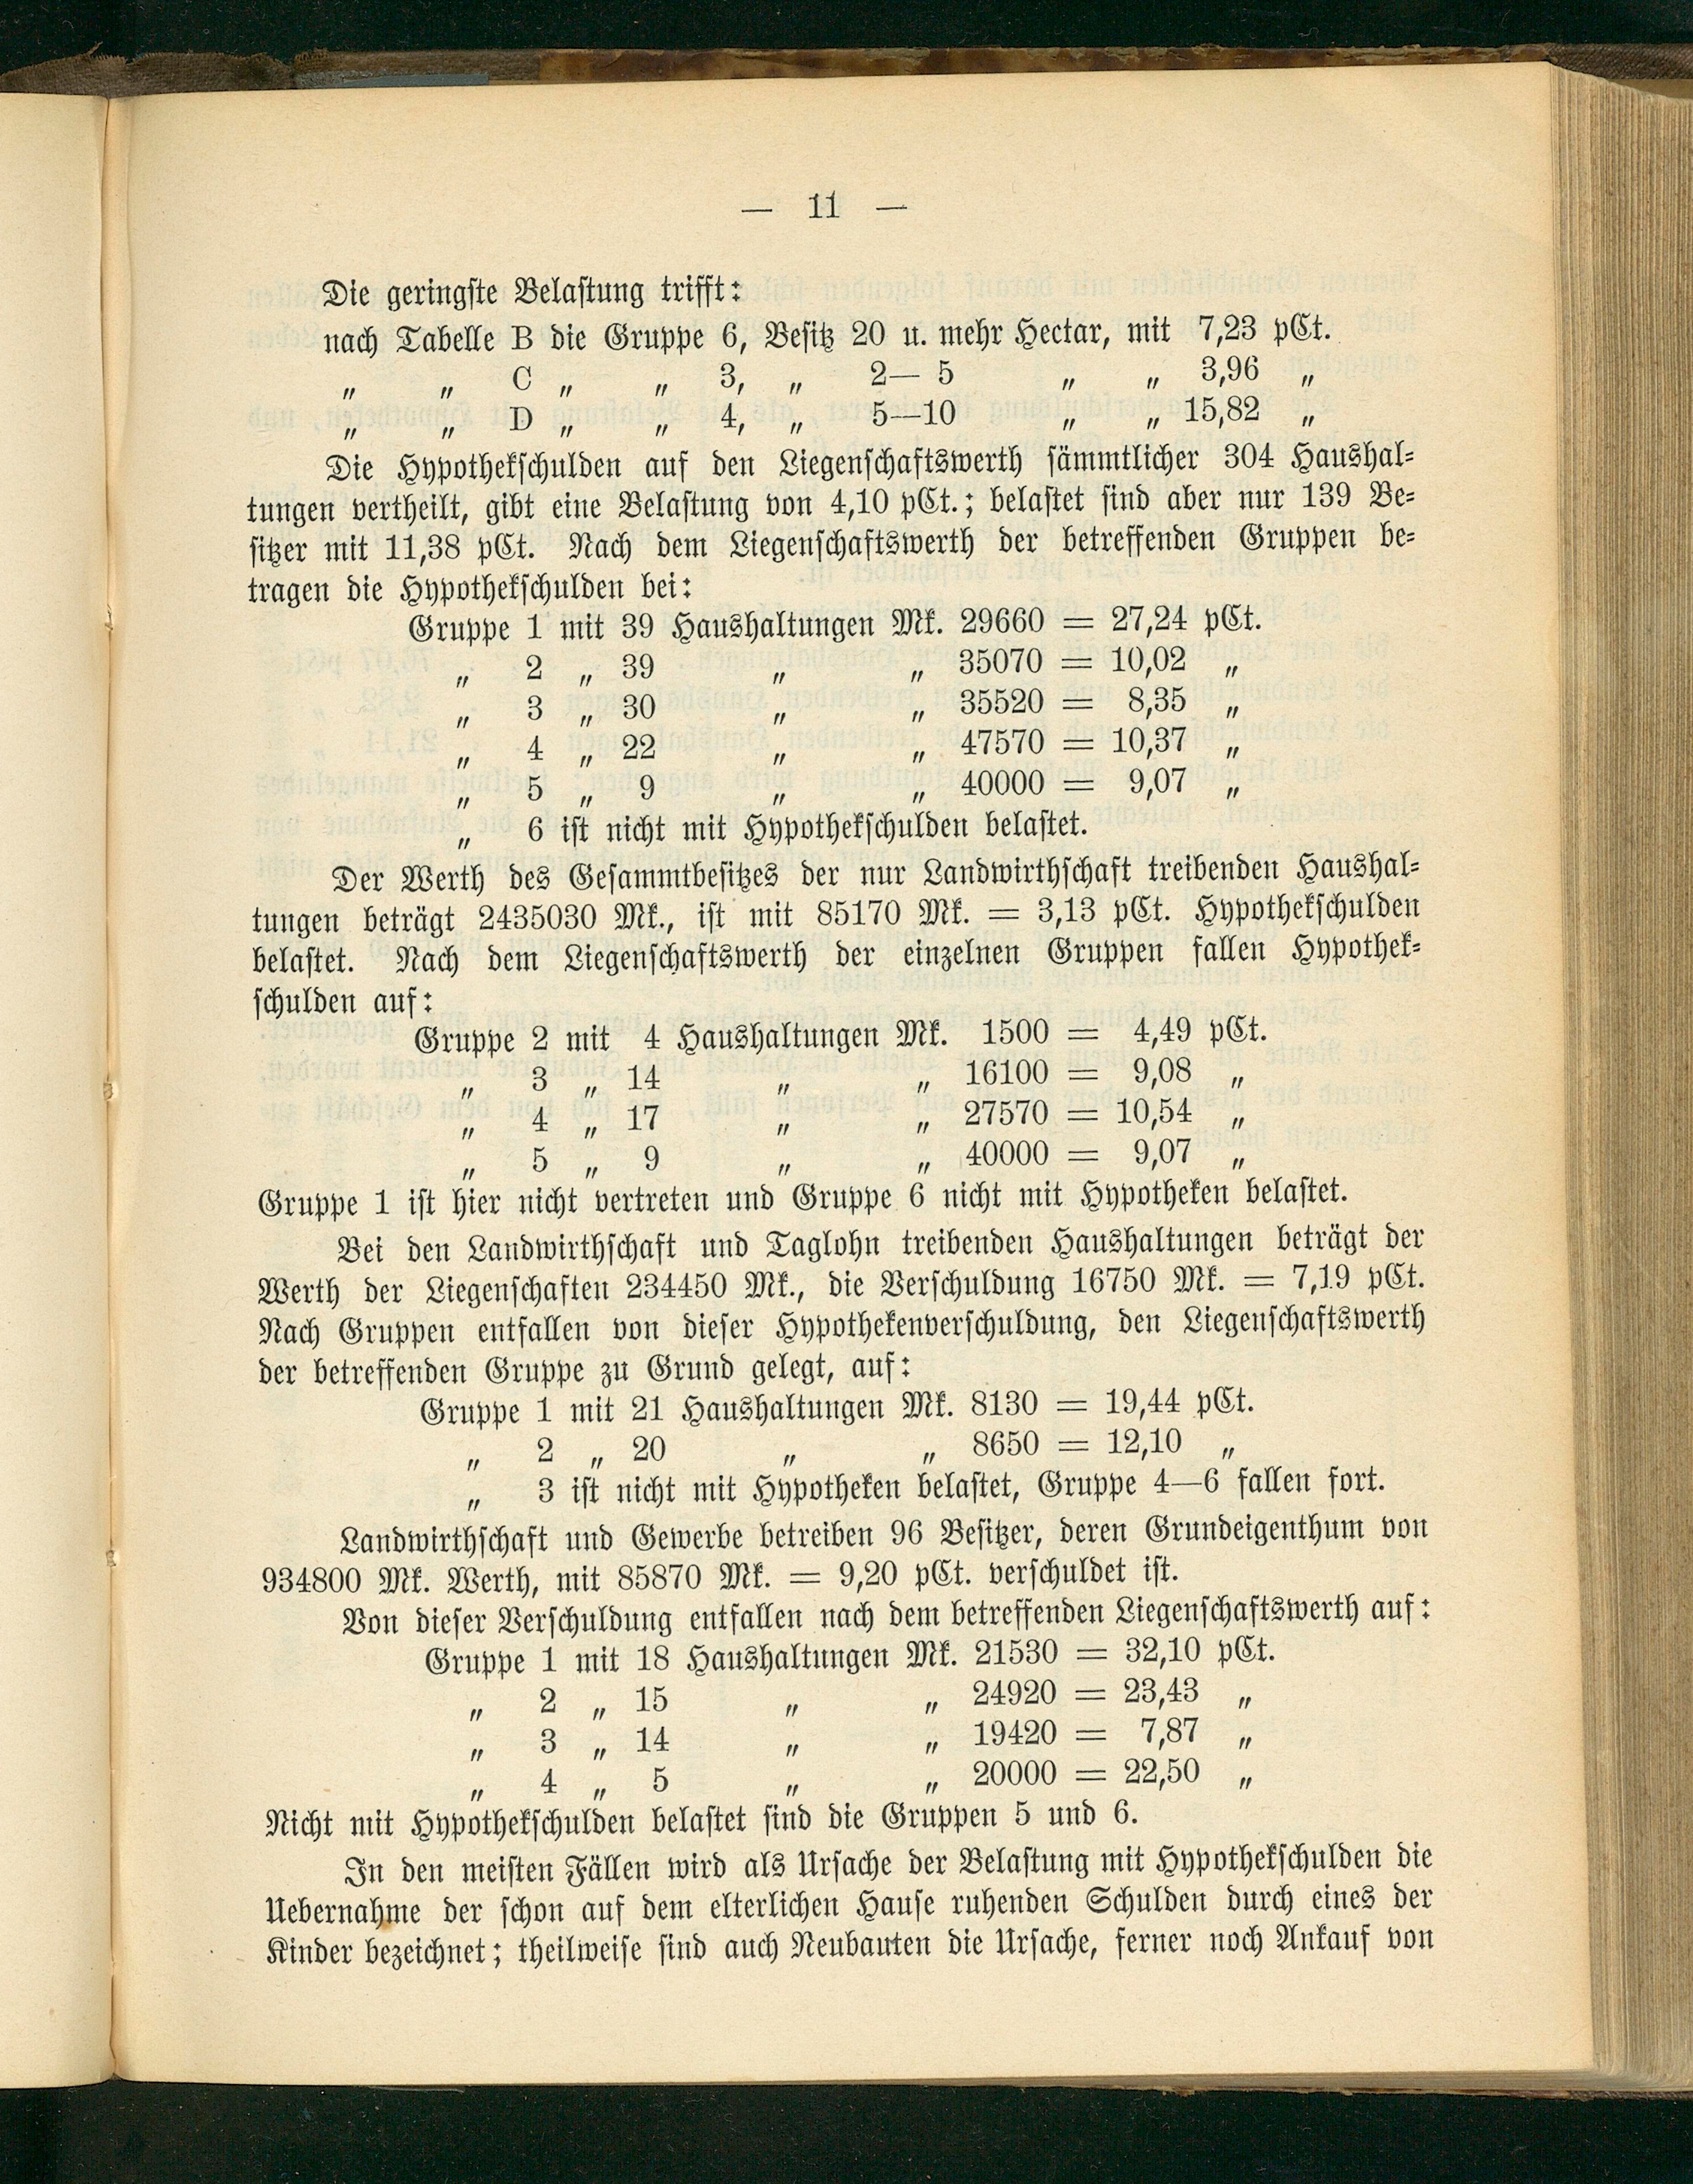 — 11 —
Die geringste Belastung trifft:
nach Tabelle B die Gruppe 6, Besitz 20 u. mehr Hectar, mit 7,23 pCt.
„ „ C „ „ 3, „ 2— 5 „ „ 3,96 „
„ „ D „ „ 4, „ 5—10 „ „ 15,82 „
Die Hypothekschulden auf den Liegenschaftswerth sämmtlicher 304 Haushal-
tungen vertheilt, gibt eine Belastung von 4,10 pCt.; belastet sind aber nur 139 Be-
sitzer mit 11,38 pCt. Nach dem Liegenschaftswerth der betreffenden Gruppen be-
tragen die Hypothekschulden bei:
Gruppe 1 mit 39 Haushaltungen Mk. 29660 = 27,24 pCt.
„ 2 „ 39 „ „ 35070 = 10,02 „
„ 3 „ 30 „ „ 35520 = 8,35 „
„ 4 „ 22 „ „ 47570 = 10,37 „
„ 5 „ 9 „ „ 40000 = 9,07 „
„ 6 ist nicht mit Hypothekschulden belastet.
Der Werth des Gesammtbesitzes der nur Landwirthschaft treibenden Haushal-
tungen beträgt 2435030 Mk., ist mit 85170 Mk. = 3,13 pCt. Hypothekschulden
belastet. Nach dem Liegenschaftswerth der einzelnen Gruppen fallen Hypothek-
schulden auf:
Gruppe 2 mit 4 Haushaltungen Mk. 1500 = 4,49 pCt.
„ 3 „ 14 „ „ 16100 = 9,08 „
„ 4 „ 17 „ „ 27570 = 10,54 „
„ 5 „ 9 „ „ 40000 = 9,07 „
Gruppe 1 ist hier nicht vertreten und Gruppe 6 nicht mit Hypotheken belastet.
Bei den Landwirthschaft und Taglohn treibenden Haushaltungen beträgt der
Werth der Liegenschaften 234450 Mk., die Verschuldung 16750 Mk. = 7,19 pCt.
Nach Gruppen entfallen von dieser Hypothekenverschuldung, den Liegenschaftswerth
der betreffenden Gruppe zu Grund gelegt, auf:
Gruppe 1 mit 21 Haushaltungen Mk. 8130 = 19,44 pCt.
„ 2 „ 20 „ „ 8650 = 12,10 „
„ 3 ist nicht mit Hypotheken belastet, Gruppe 4—6 fallen fort.
Landwirthschaft und Gewerbe betreiben 96 Besitzer, deren Grundeigenthum von
934800 Mk. Werth, mit 85870 Mk. = 9,20 pCt. verschuldet ist.
Von dieser Verschuldung entfallen nach dem betreffenden Liegenschaftswerth auf:
Gruppe 1 mit 18 Haushaltungen Mk. 21530 = 32,10 pCt.
„ 2 „ 15 „ „ 24920 = 23,43 „
„ 3 „ 14 „ „ 19420 = 7,87 „
„ 4 „ 5 „ „ 20000 = 22,50 „
Nicht mit Hypothekschulden belastet sind die Gruppen 5 und 6.
In den meisten Fällen wird als Ursache der Belastung mit Hypothekschulden die
Uebernahme der schon auf dem elterlichen Hause ruhenden Schulden durch eines der
Kinder bezeichnet; theilweise sind auch Neubauten die Ursache, ferner noch Ankauf von